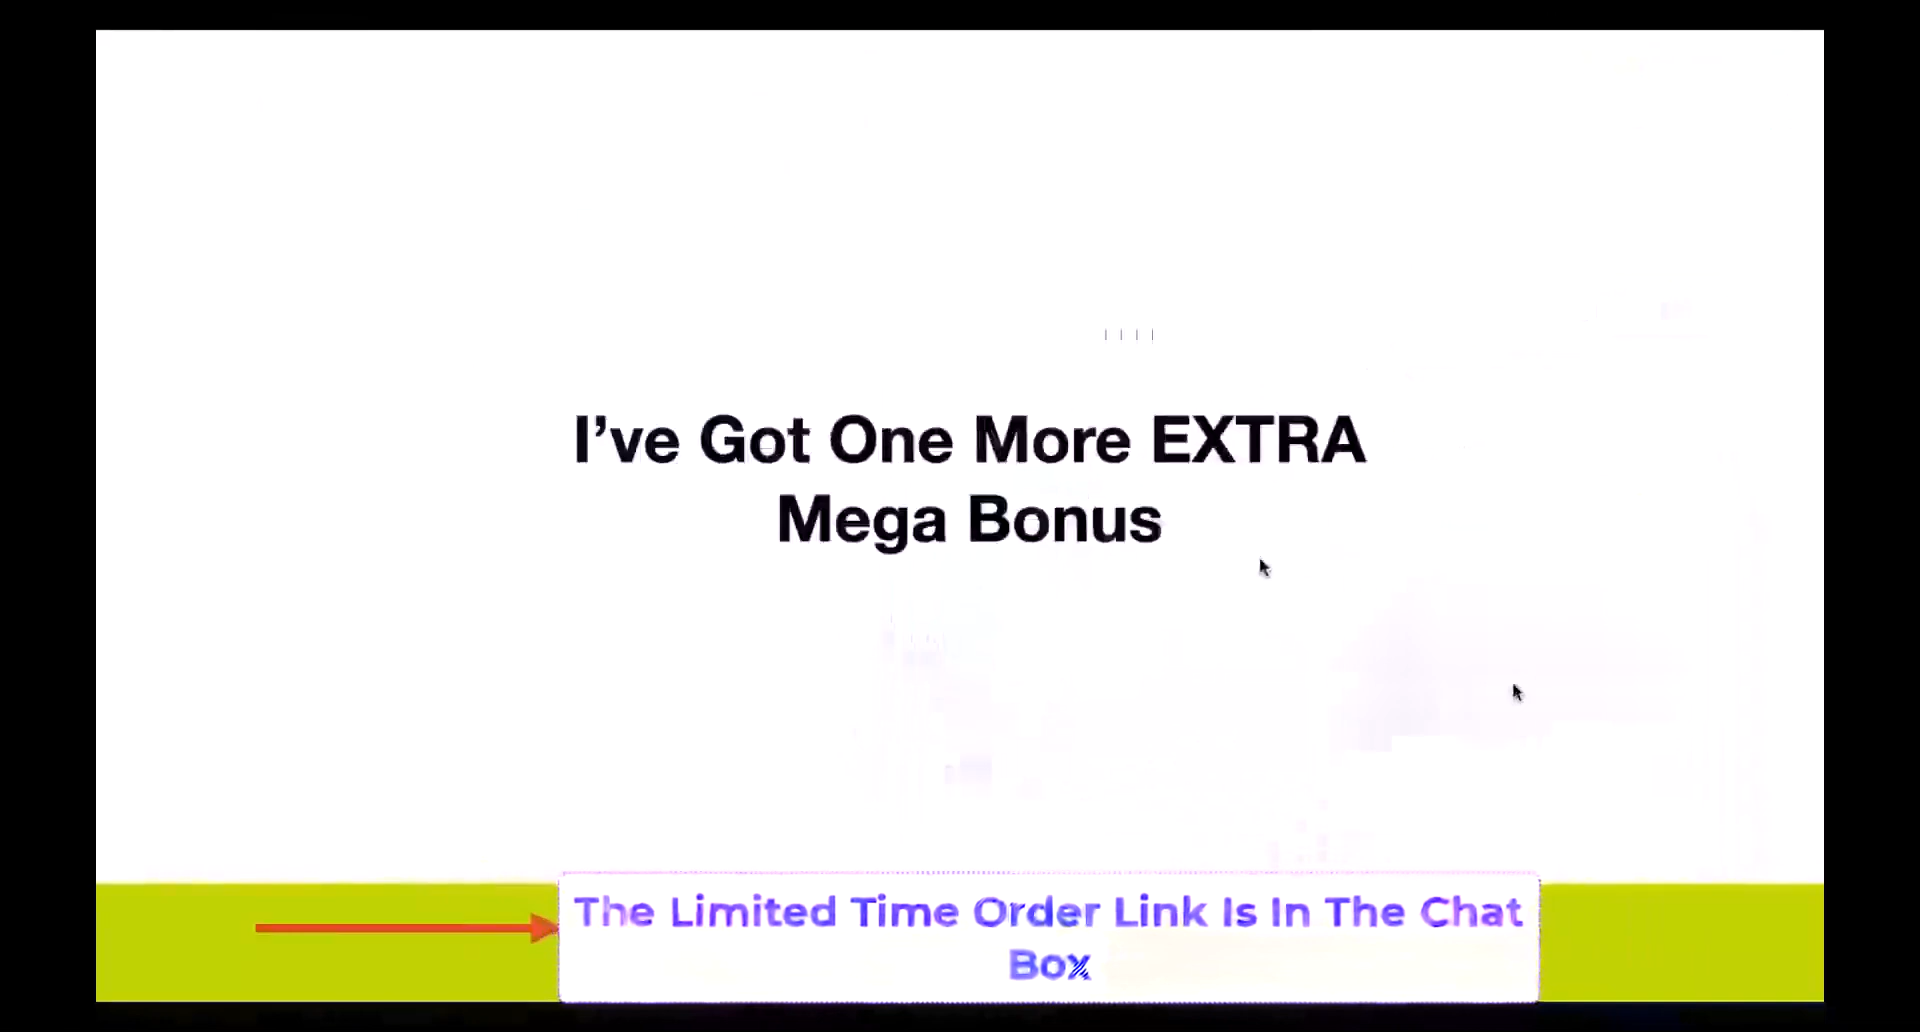 I’ve Got One More EXTRA
Mega Bonus
The Limited Time Order Link Is In The Chat
Box